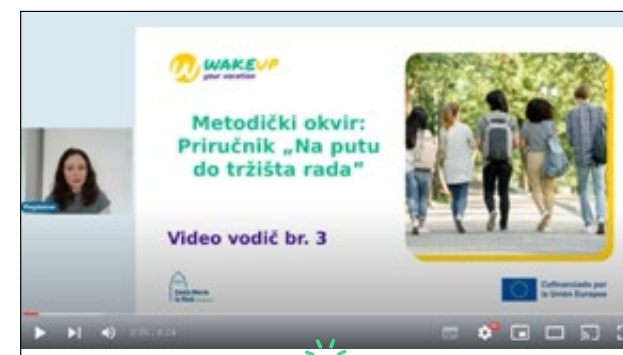 WAKEUP
your vocation
Metodički okvir:
Priručnik „Na putu
do tržišta rada”
Video vodič br. 3
Cofinanciado por
la Unión Europea